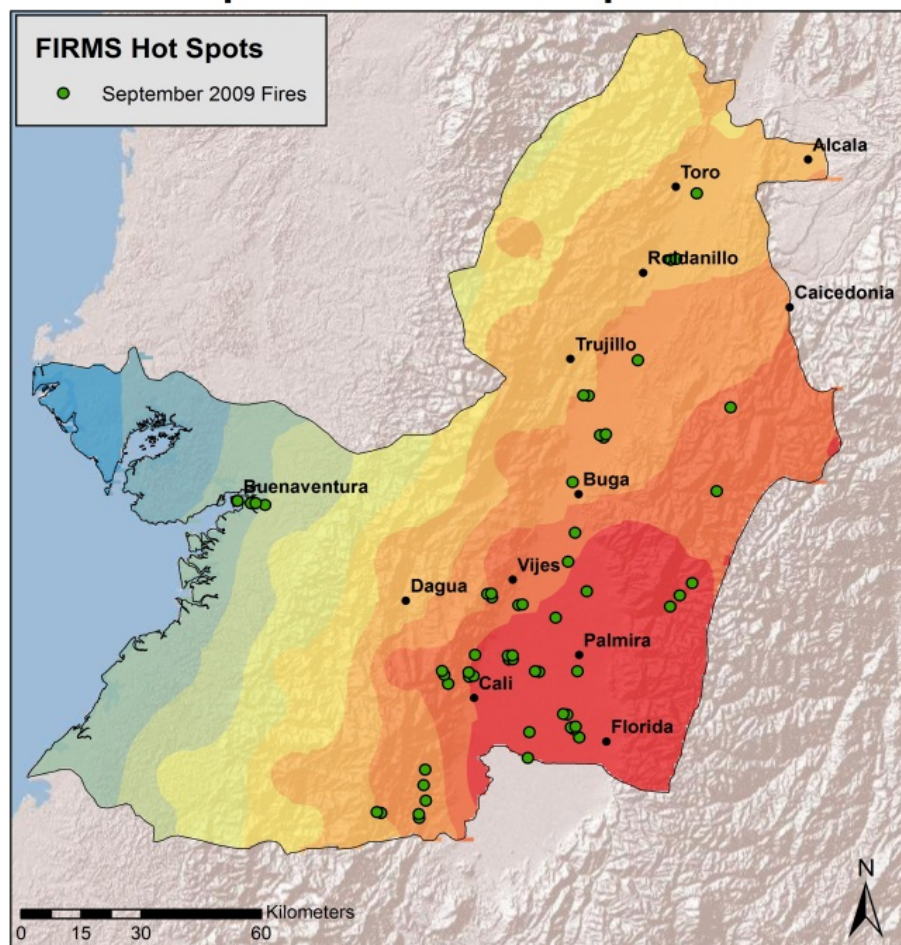 FIRMS Hot Spots
September 2009 Fires
Alcala
Toro
Roldanillo
Caicedonia
Trujillo
Buenaventura
Buga
Vijes
Dagua
Palmira
Cali
Florida
N
Kilometers
0 15 30 60